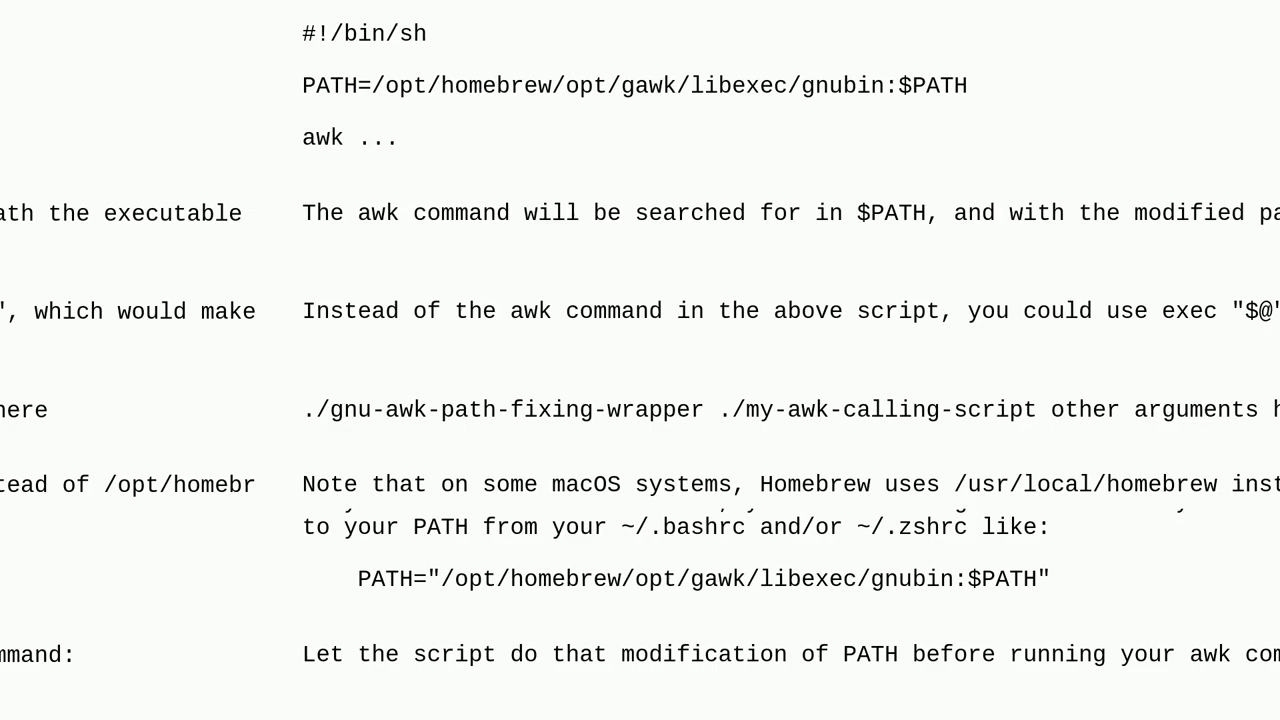 #!/bin/sh
PATH=/opt/homebrew/opt/gawk/libexec/gnubin:$PATH
awk ...
ath the executable The awk command will be searched for in $PATH, and with the modified pa
", which would make Instead of the awk command in the above script, you could use exec "$@"
here ./gnu-awk-path-fixing-wrapper ./my-awk-calling-script other arguments h
tead of /opt/homebr Note that on some macOS systems, Homebrew uses /usr/local/homebrew inst
to your PATH from your ~/.bashrc and/or ~/.zshrc like:
PATH="/opt/homebrew/opt/gawk/libexec/gnubin:$PATH"
mmand: Let the script do that modification of PATH before running your awk com